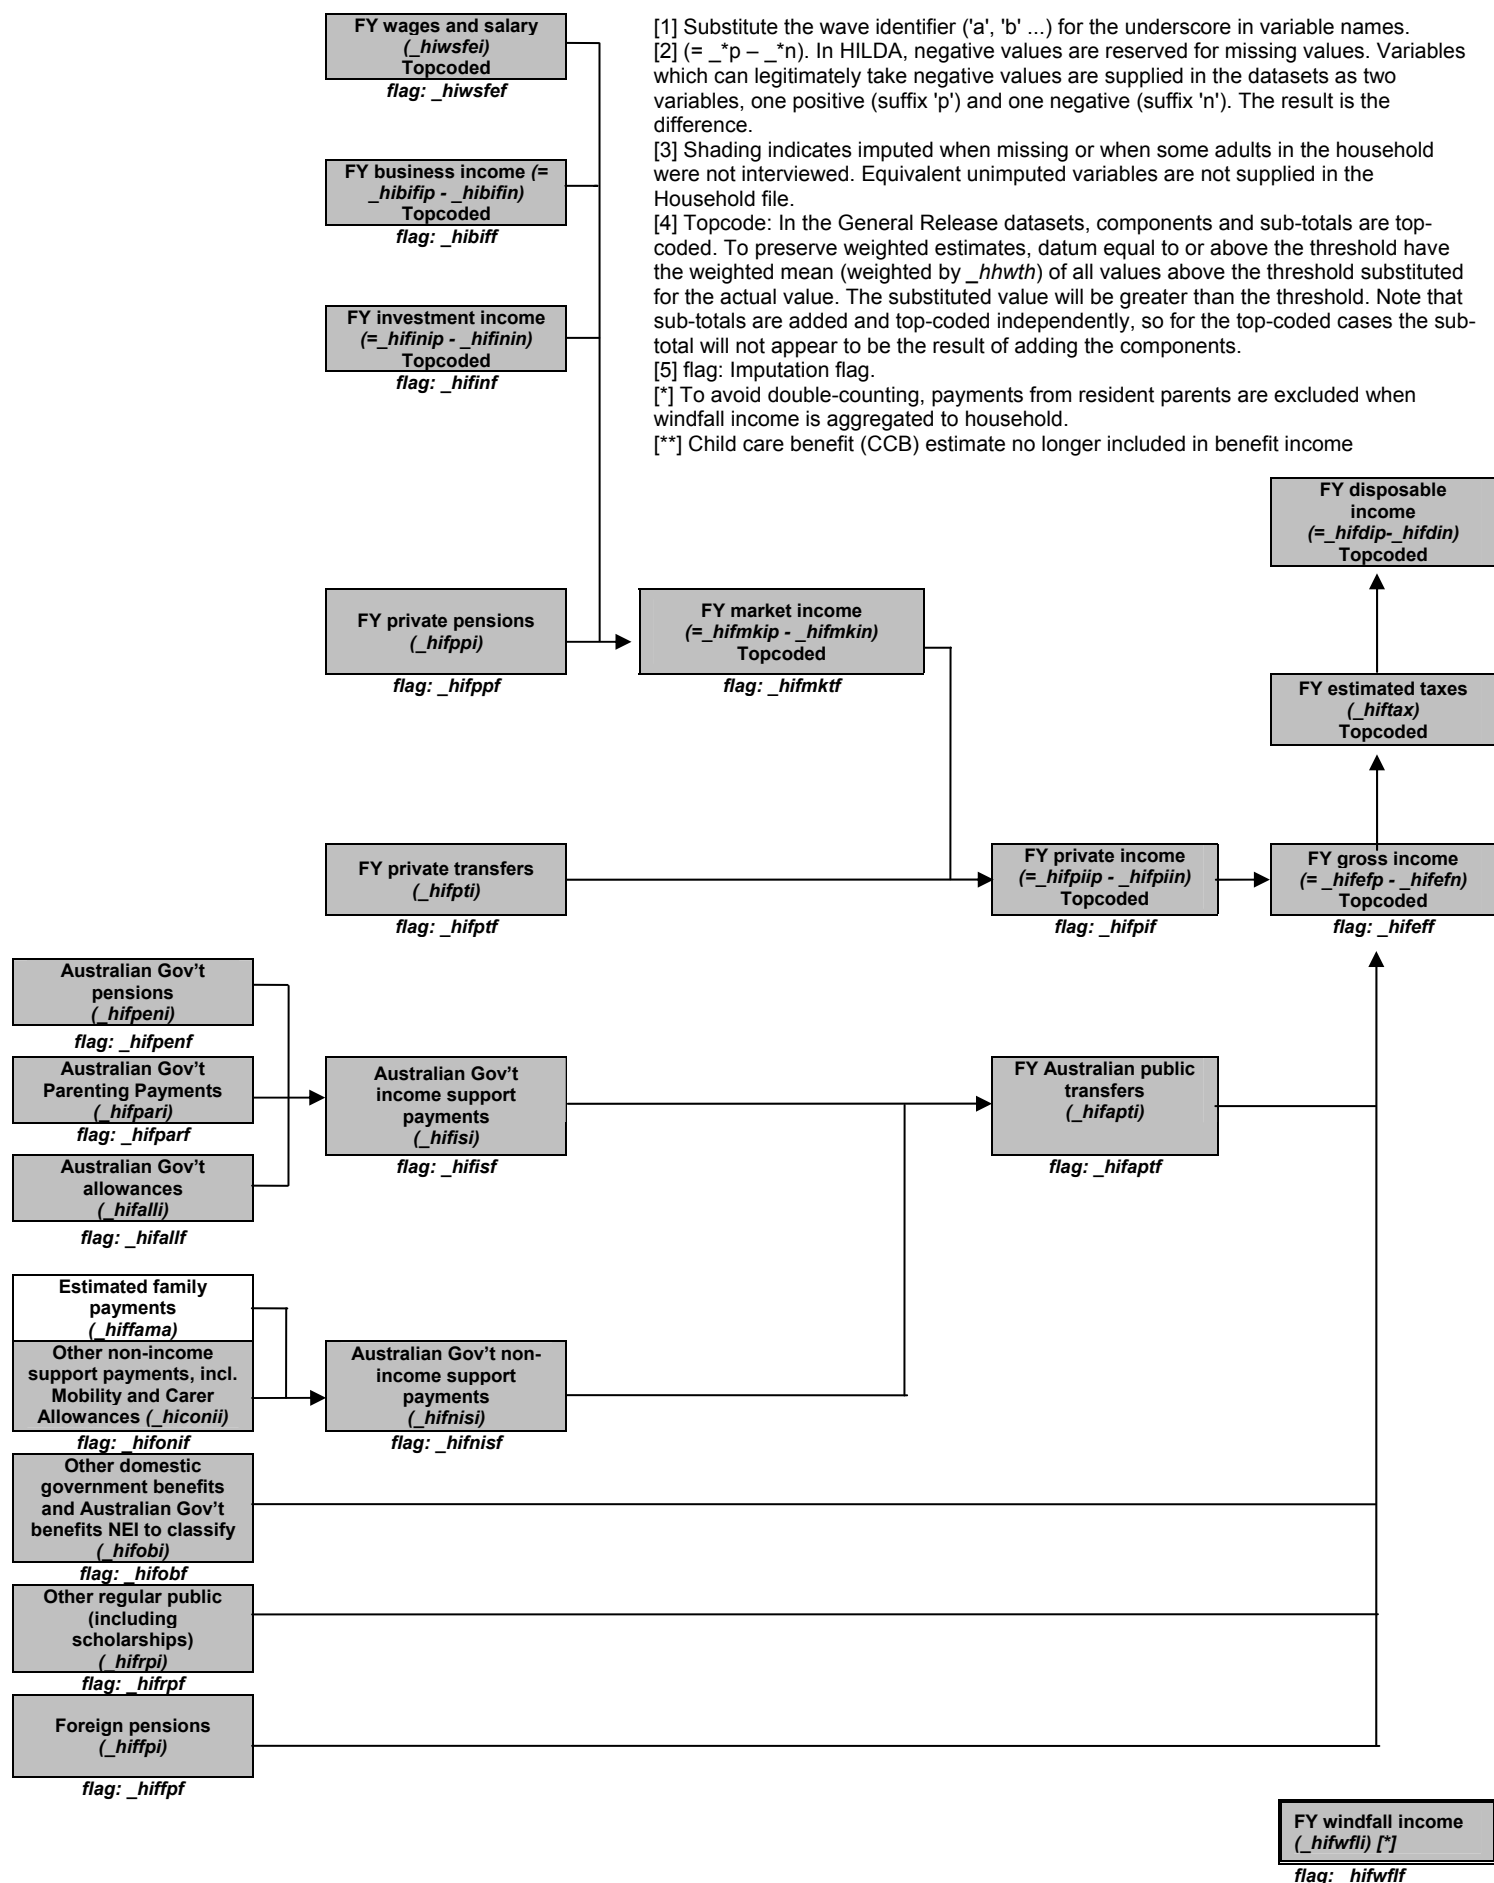 FY wages and salary
(_hiwsfei)
Topcoded
flag: _hiwsfef
[1] Substitute the wave identifier ('a', 'b' ...) for the underscore in variable names.
[2] (= _*p – _*n). In HILDA, negative values are reserved for missing values. Variables
which can legitimately take negative values are supplied in the datasets as two
variables, one positive (suffix 'p') and one negative (suffix 'n'). The result is the
difference.
[3] Shading indicates imputed when missing or when some adults in the household
were not interviewed. Equivalent unimputed variables are not supplied in the
Household file.
[4] Topcode: In the General Release datasets, components and sub-totals are top-
coded. To preserve weighted estimates, datum equal to or above the threshold have
the weighted mean (weighted by _hhwth) of all values above the threshold substituted
for the actual value. The substituted value will be greater than the threshold. Note that
sub-totals are added and top-coded independently, so for the top-coded cases the sub-
total will not appear to be the result of adding the components.
[5] flag: Imputation flag.
[*] To avoid double-counting, payments from resident parents are excluded when
windfall income is aggregated to household.
[**] Child care benefit (CCB) estimate no longer included in benefit income
FY business income (=
_hibifip - _hibifin)
Topcoded
flag: _hibiff
FY investment income
(=_hifinip - _hifinin)
Topcoded
flag: _hifinf
FY disposable
income
(=_hifdip-_hifdin)
Topcoded
FY private pensions
(_hifppi)
flag: _hifppf
FY market income
(=_hifmkip - _hifmkin)
Topcoded
flag: _hifmktf
FY estimated taxes
(_hiftax)
Topcoded
FY private transfers
(_hifpti)
flag: _hifptf
FY private income
(=_hifpiip - _hifpiin)
Topcoded
flag: _hifpif
FY gross income
(= _hifefp - _hifefn)
Topcoded
flag: _hifeff
Australian Gov’t
pensions
(_hifpeni)
flag: _hifpenf
Australian Gov’t
Parenting Payments
(_hifpari)
flag: _hifparf
Australian Gov’t
allowances
(_hifalli)
flag: _hifallf
Australian Gov’t
income support
payments
(_hifisi)
flag: _hifisf
FY Australian public
transfers
(_hifapti)
flag: _hifaptf
Estimated family
payments
(_hiffama)
Other non-income
support payments, incl.
Mobility and Carer
Allowances (_hiconii)
flag: _hifonif
Australian Gov’t non-
income support
payments
(_hifnisi)
flag: _hifnisf
Other domestic
government benefits
and Australian Gov’t
benefits NEI to classify
(_hifobi)
flag: _hifobf
Other regular public
(including
scholarships)
(_hifrpi)
flag: _hifrpf
Foreign pensions
(_hiffpi)
flag: _hiffpf
FY windfall income
(_hifwfli) [*]
flag: _hifwflf